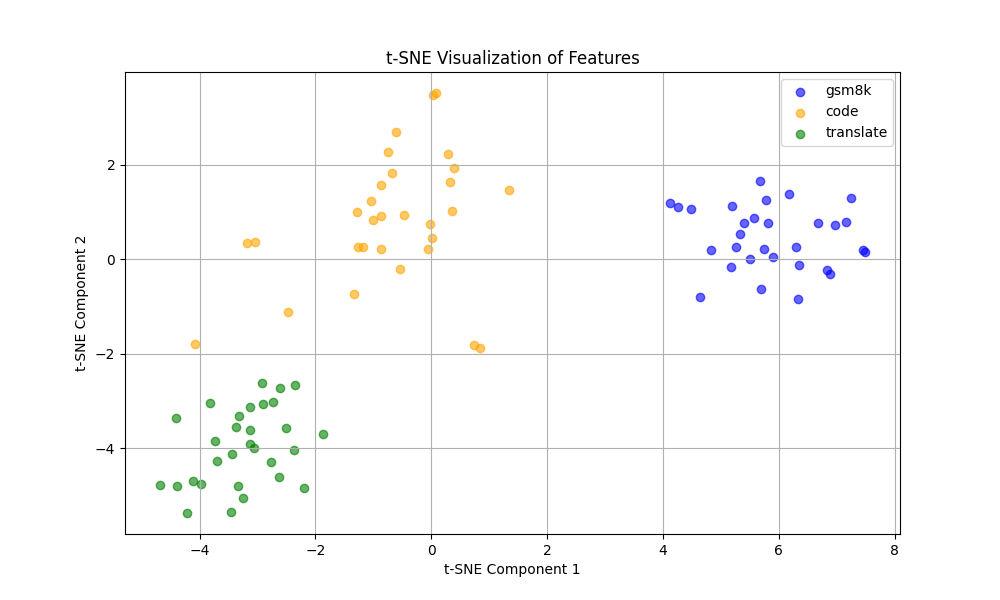 t-SNE Visualization of Features
gsm8k
code
translate
2
0
−2
−4
t-SNE Component 2
−4
−2
0
2
4
6
8
t-SNE Component 1